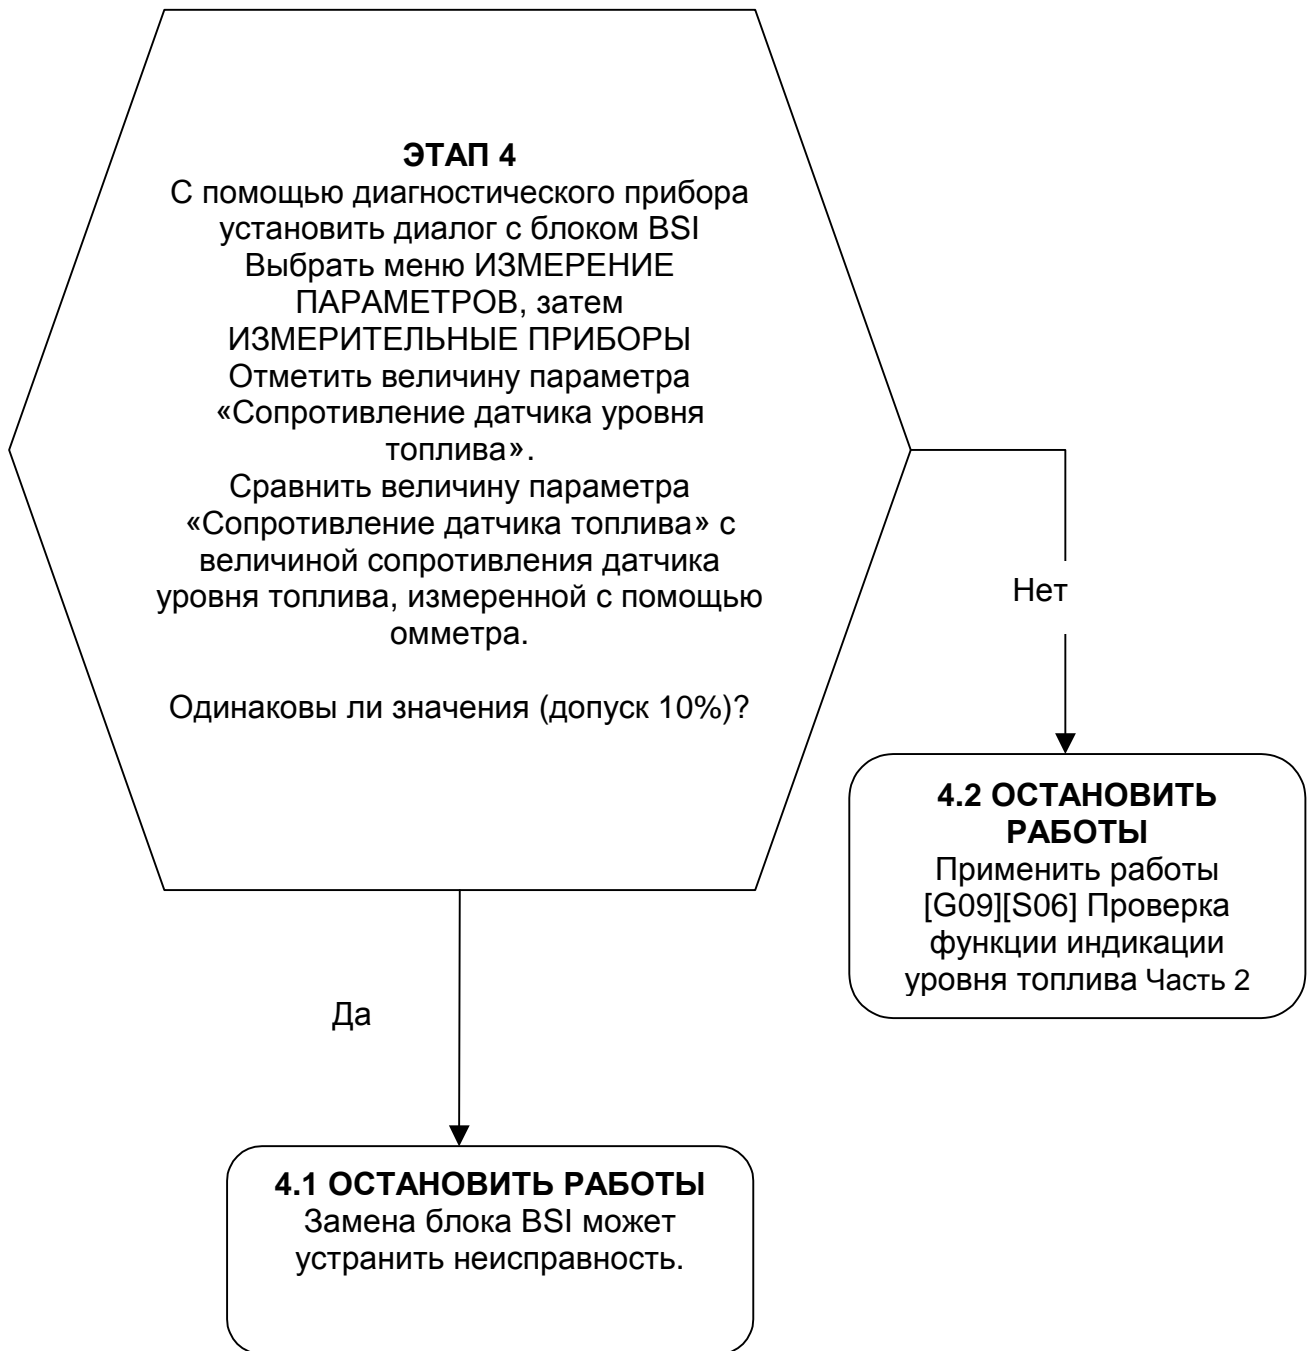 ЭТАП 4
С помощью диагностического прибора
установить диалог с блоком BSI
Выбрать меню ИЗМЕРЕНИЕ
ПАРАМЕТРОВ, затем
ИЗМЕРИТЕЛЬНЫЕ ПРИБОРЫ
Отметить величину параметра
«Сопротивление датчика уровня
топлива».
Сравнить величину параметра
«Сопротивление датчика топлива» с
величиной сопротивления датчика
уровня топлива, измеренной с помощью
омметра.
Одинаковы ли значения (допуск 10%)?
Нет
4.2 ОСТАНОВИТЬ
РАБОТЫ
Применить работы
[G09][S06] Проверка
функции индикации
уровня топлива Часть 2
Да
4.1 ОСТАНОВИТЬ РАБОТЫ
Замена блока BSI может
устранить неисправность.